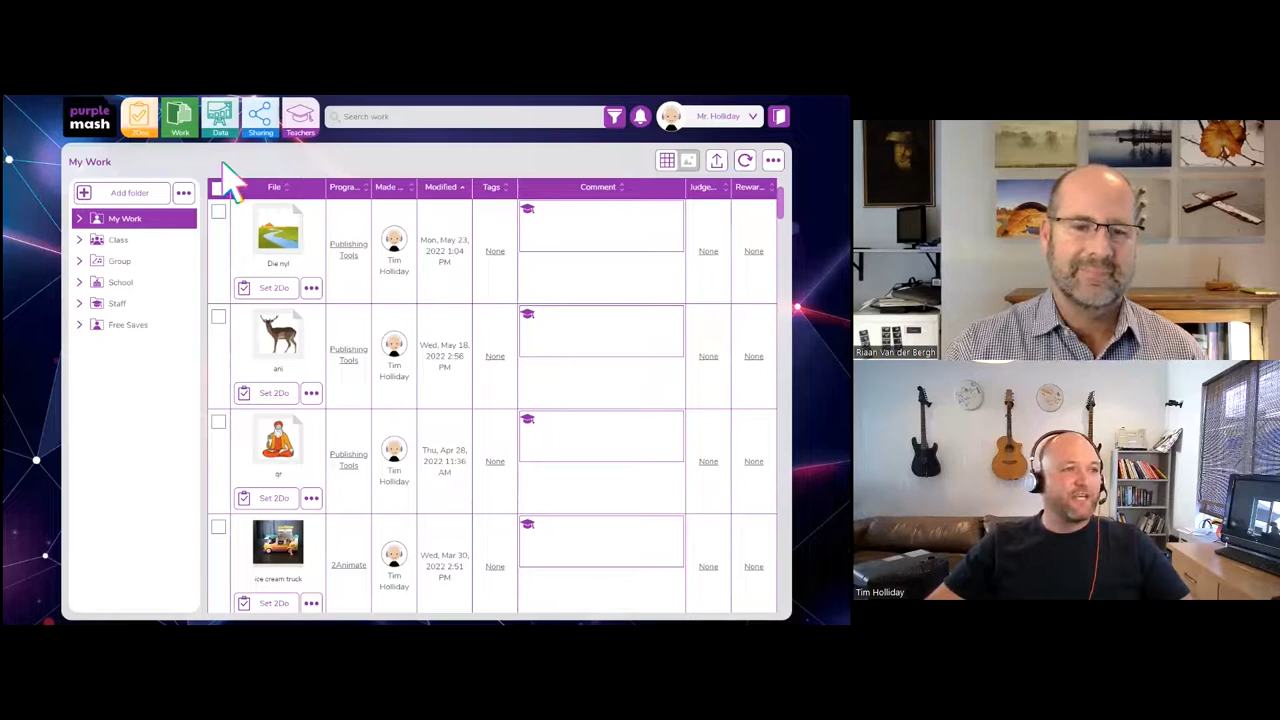 purple
mash
2Dos
Work
Data
Sharing
Teachers
Search work
Mr. Holliday
My Work
Add folder
My Work
Class
Group
School
Staff
Free Saves
File
Progra...
Made ...
Modified
Tags
Comment
Judge...
Rewar...
Die nyl
Set 2Do
Publishing
Tools
Tim
Holliday
Mon, May 23,
2022 1:04
PM
None
None
None
ani
Set 2Do
Publishing
Tools
Tim
Holliday
Wed, May 18,
2022 2:56
PM
None
None
None
qr
Set 2Do
Publishing
Tools
Tim
Holliday
Thu, Apr 28,
2022 11:36
AM
None
None
None
ice cream truck
Set 2Do
2Animate
Tim
Holliday
Wed, Mar 30,
2022 2:51
PM
None
None
None
Riaan Van der Bergh
Tim Holliday